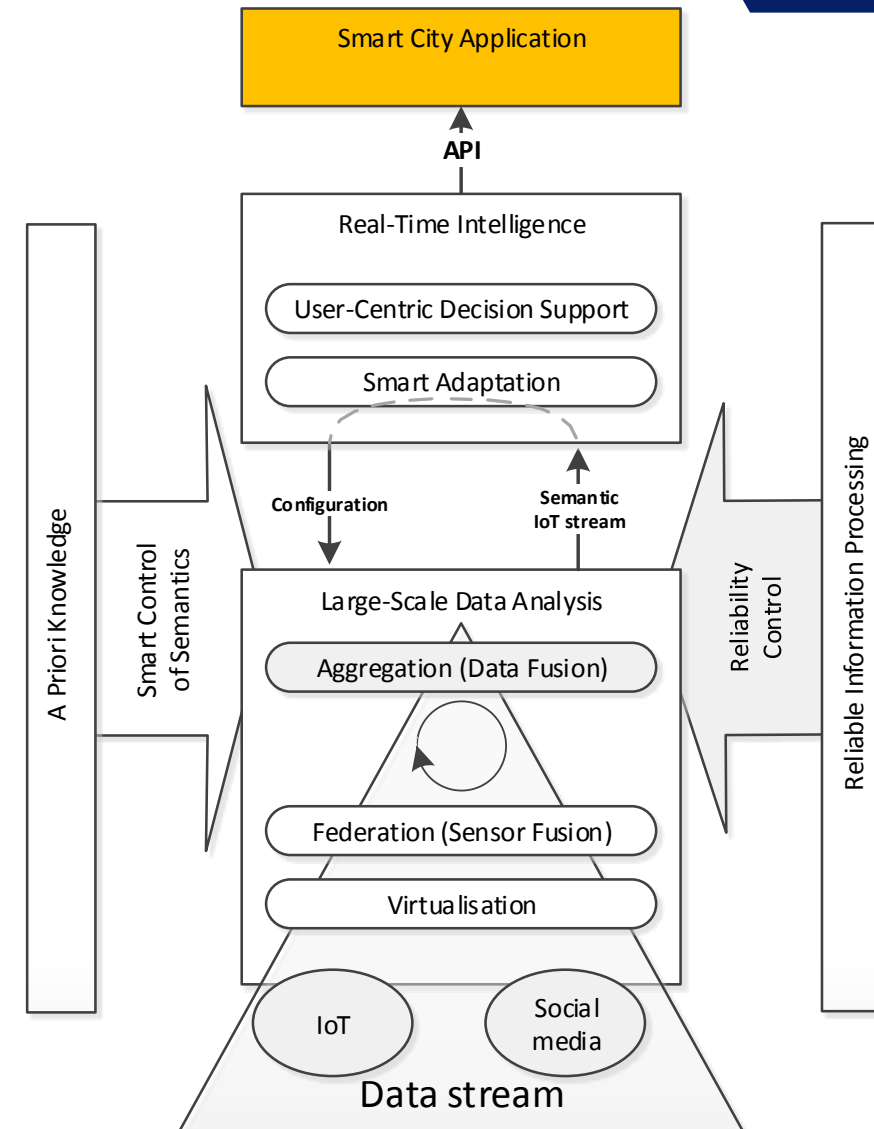 Smart City Application
API
Real-Time Intelligence
User-Centric Decision Support
Smart Adaptation
Configuration
Semantic
IoT stream
A Priori Knowledge
Smart Control
of Semantics
Large-Scale Data Analysis
Aggregation (Data Fusion)
Federation (Sensor Fusion)
Virtualisation
Reliability
Control
Reliable Information Processing
IoT
Social
media
Data stream